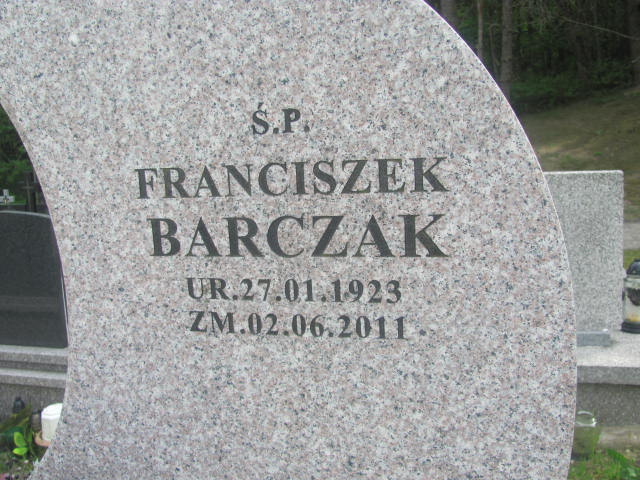 Ś.P.
FRANCISZEK
BARCZAK
UR.27.01.1923
ZM.02.06.2011.